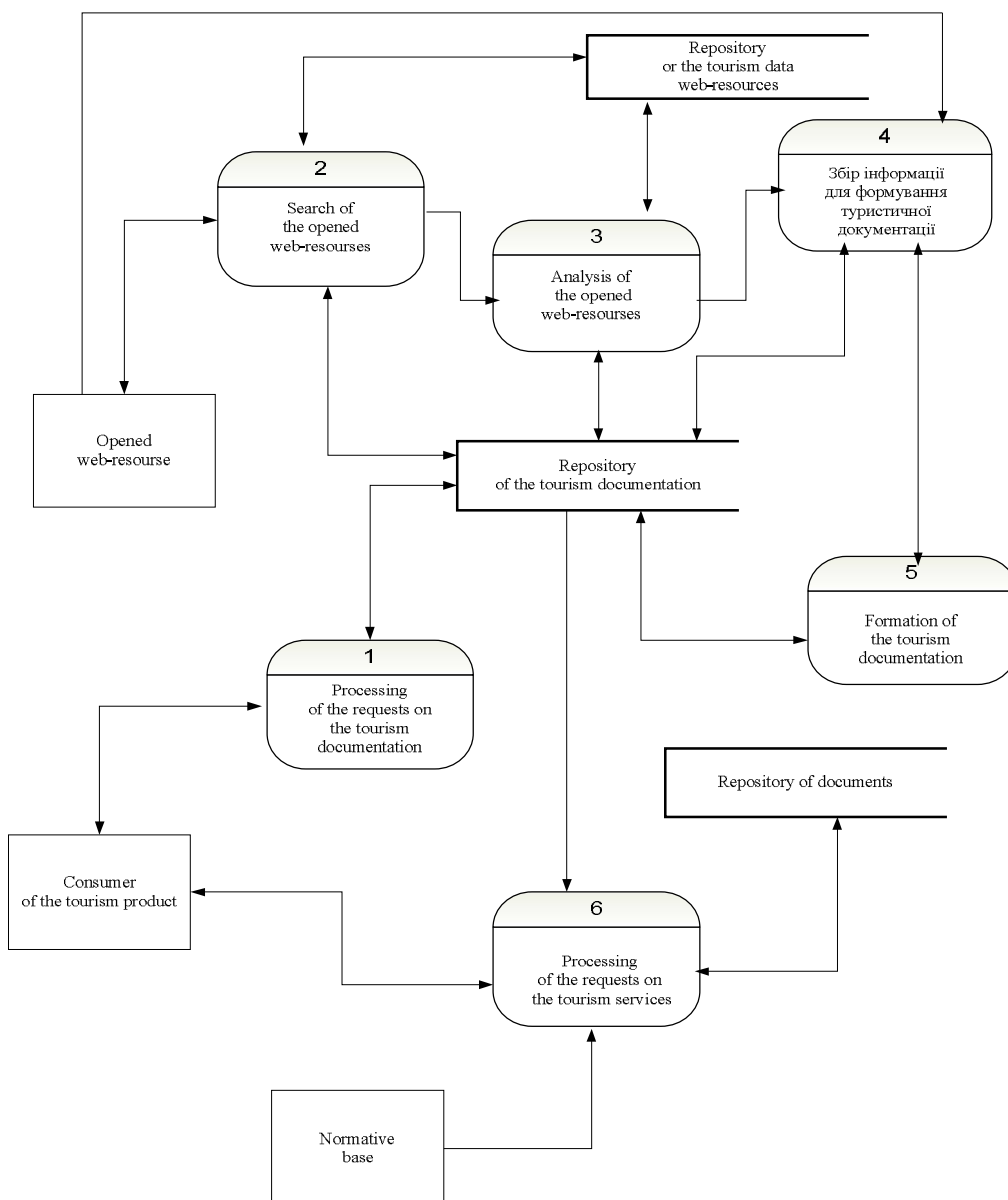 Repository
or the tourism data
web-resources
4
Збір інформації
для формування
туристичної
документації
2
Search of
the opened
web-resourses
3
Analysis of
the opened
web-resourses
Opened
web-resourse
Repository
of the tourism documentation
5
Formation of
the tourism
documentation
1
Processing
of the requests on
the tourism
documentation
Repository of documents
Consumer
of the tourism product
6
Processing
of the requests on
the tourism services
Normative
base